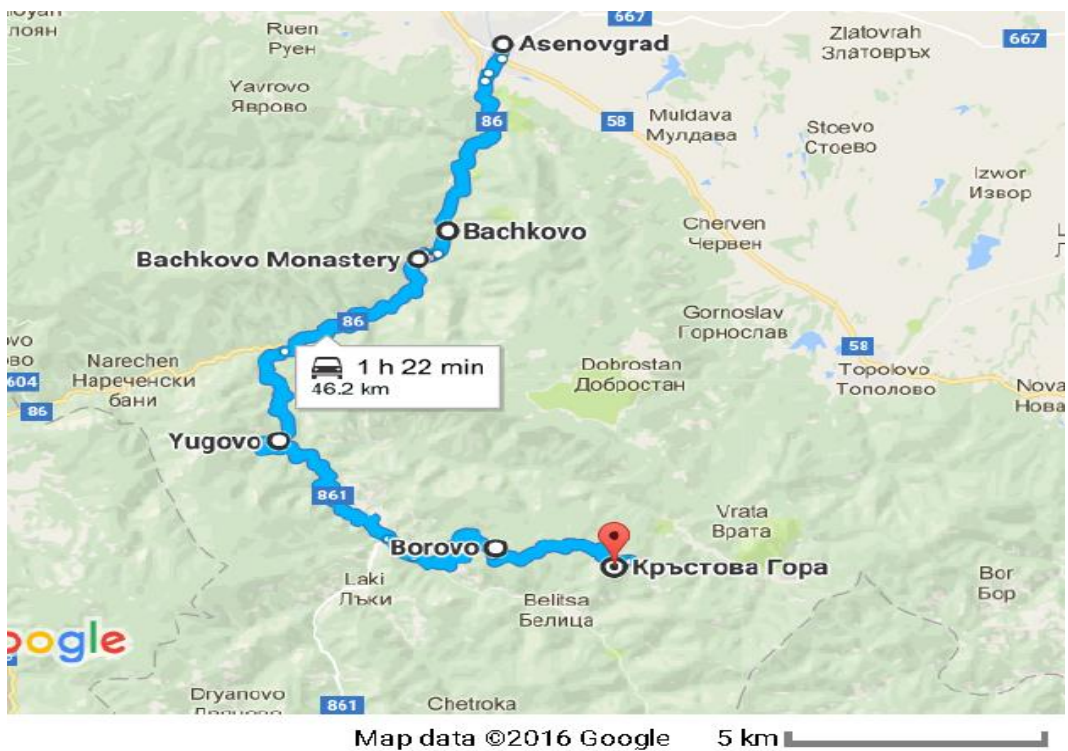 667
Ruen
Руен
Asenovgrad
Zlatovrah
Златовръх
667
Yavrovo
Яврово
86
58
Muldava
Мулдава
Stoevo
Стоево
Izwor
Извор
Bachkovo
Cherven
Червен
Bachkovo Monastery
86
Gornoslav
Горнослав
58
Narechen
Нареченски
бани
604
86
1 h 22 min
46.2 km
Dobrostan
Добростан
Topolovo
Тополово
Nova
Нова
Yugovo
861
Vrata
Врата
Borovo
Кръстова Гора
Laki
Лъки
Belitsa
Белица
Bor
Бор
oogle
Dryanovo
861
Chetroka
Map data ©2016 Google
5 km